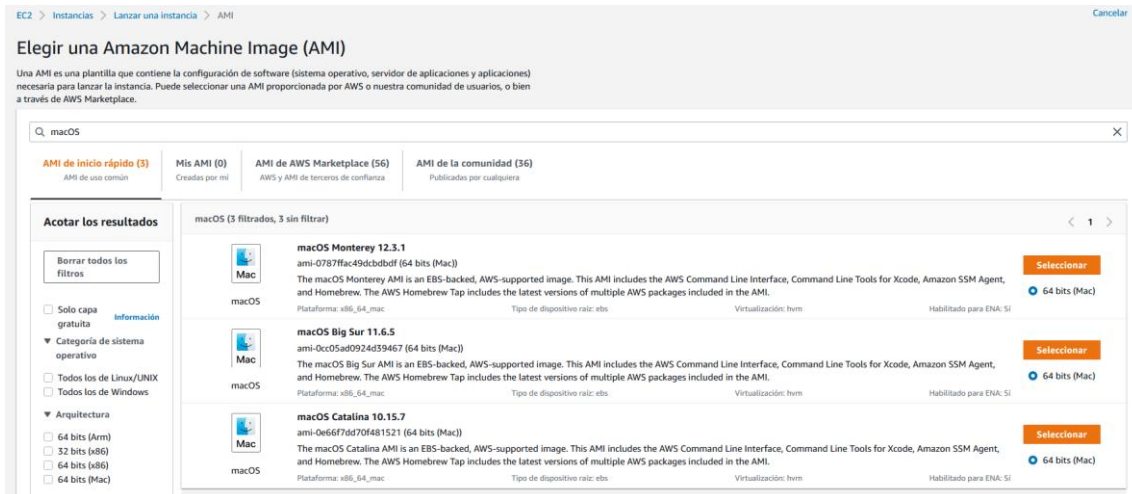 EC2 > Instancias > Lanzar una instancia > AMI
Cancelar
Elegir una Amazon Machine Image (AMI)
Una AMI es una plantilla que contiene la configuración de software (sistema operativo, servidor de aplicaciones y aplicaciones)
necesaria para lanzar la instancia. Puede seleccionar una AMI proporcionada por AWS o nuestra comunidad de usuarios, o bien
a través de AWS Marketplace.
macOS
AMI de inicio rápido (3)
AMI de uso común
Mis AMI (0)
Creadas por mí
AMI de AWS Marketplace (56)
AWS y AMI de terceros de confianza
AMI de la comunidad (36)
Publicadas por cualquiera
Acotar los resultados
Borrar todos los
filtros
Solo capa
gratuita
Información
Categoría de sistema
operativo
Todos los de Linux/UNIX
Todos los de Windows
Arquitectura
64 bits (Arm)
32 bits (x86)
64 bits (x86)
64 bits (Mac)
macOS (3 filtrados, 3 sin filtrar)
< 1 >
Mac
macOS
macOS Monterey 12.3.1
ami-0787ffac49dcbdbdf (64 bits (Mac))
The macOS Monterey AMI is an EBS-backed, AWS-supported image. This AMI includes the AWS Command Line Interface, Command Line Tools for Xcode, Amazon SSM Agent,
and Homebrew. The AWS Homebrew Tap includes the latest versions of multiple AWS packages included in the AMI.
Plataforma: x86_64_mac Tipo de dispositivo raíz: ebs Virtualización: hvm Habilitado para ENA: Sí
Seleccionar
64 bits (Mac)
Mac
macOS
macOS Big Sur 11.6.5
ami-0cc05ad0924d39467 (64 bits (Mac))
The macOS Big Sur AMI is an EBS-backed, AWS-supported image. This AMI includes the AWS Command Line Interface, Command Line Tools for Xcode, Amazon SSM Agent,
and Homebrew. The AWS Homebrew Tap includes the latest versions of multiple AWS packages included in the AMI.
Plataforma: x86_64_mac Tipo de dispositivo raíz: ebs Virtualización: hvm Habilitado para ENA: Sí
Seleccionar
64 bits (Mac)
Mac
macOS
macOS Catalina 10.15.7
ami-0e66f7dd70f481521 (64 bits (Mac))
The macOS Catalina AMI is an EBS-backed, AWS-supported image. This AMI includes the AWS Command Line Interface, Command Line Tools for Xcode, Amazon SSM Agent,
and Homebrew. The AWS Homebrew Tap includes the latest versions of multiple AWS packages included in the AMI.
Plataforma: x86_64_mac Tipo de dispositivo raíz: ebs Virtualización: hvm Habilitado para ENA: Sí
Seleccionar
64 bits (Mac)